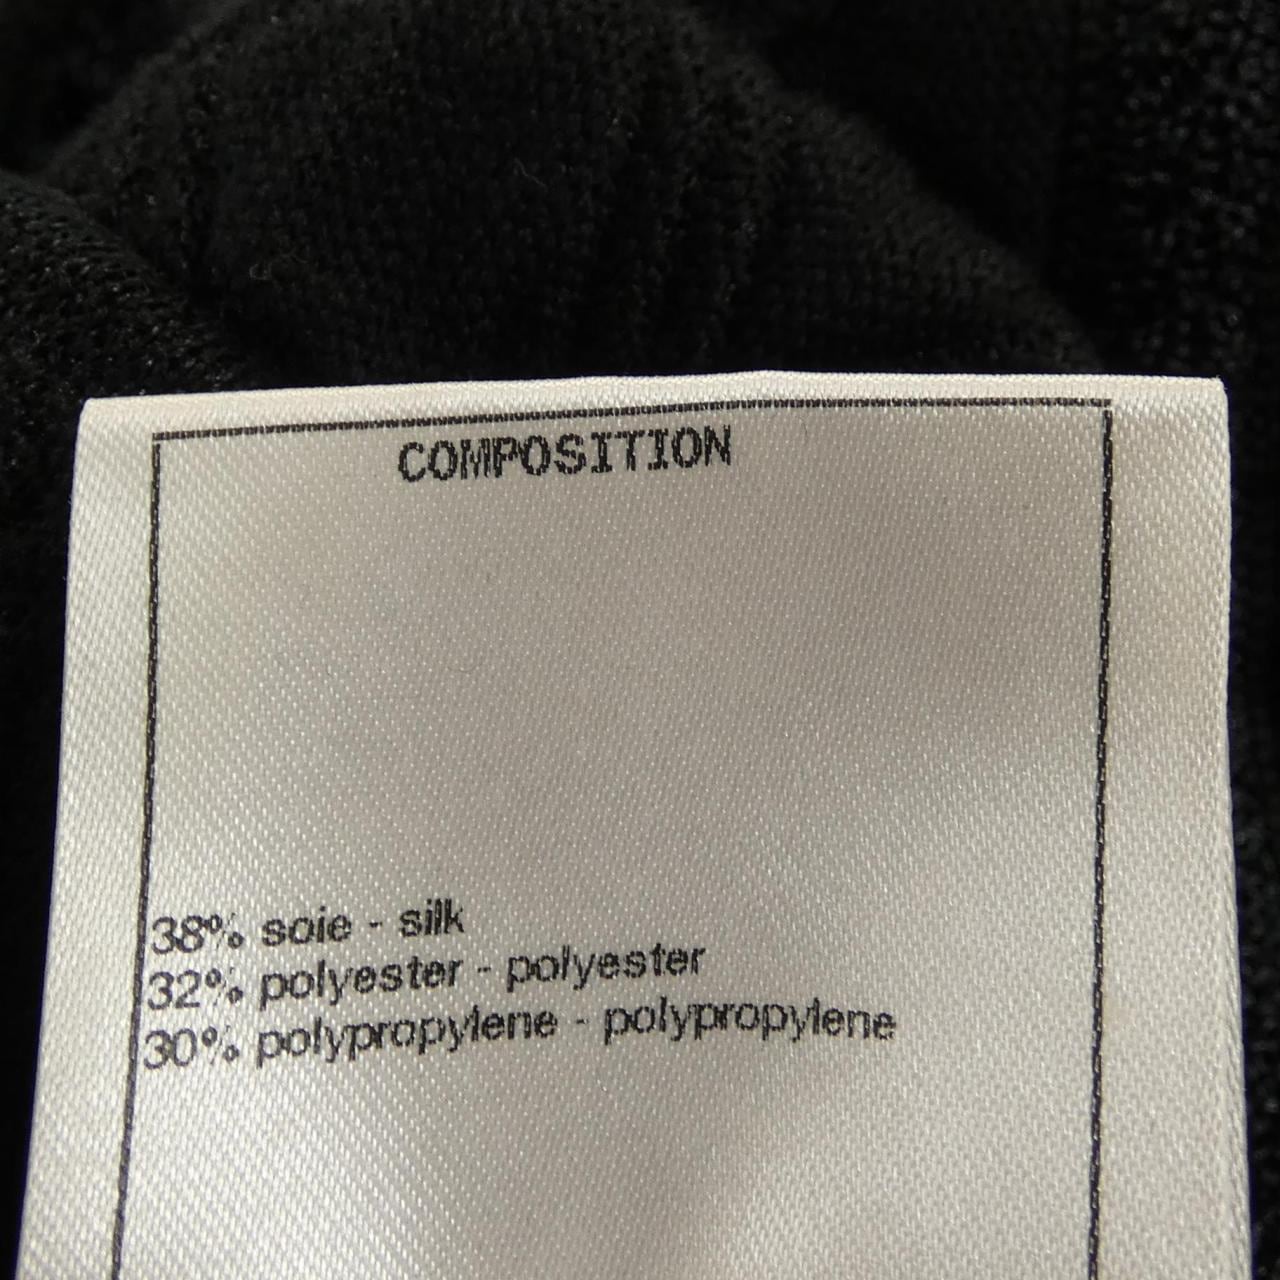 COMPOSITION
38% soie - silk
32% polyester - polyester
30% polypropylene - polypropylene